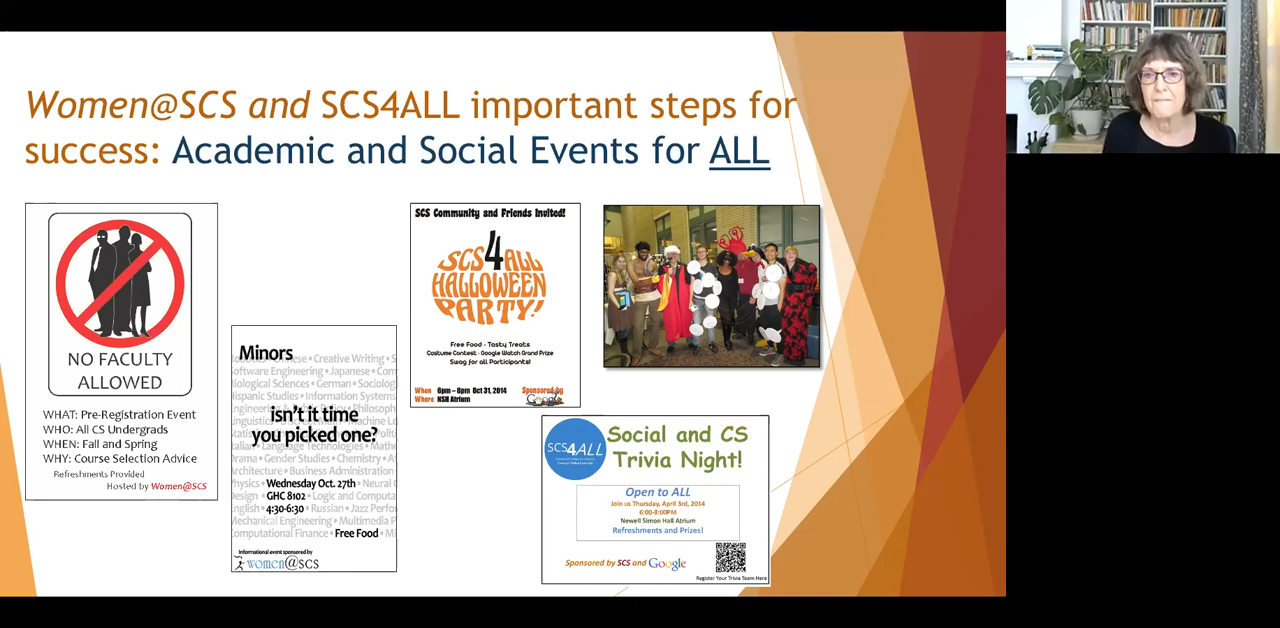 Women@SCS and SCS4ALL important steps for
success: Academic and Social Events for ALL
NO FACULTY
ALLOWED
WHAT: Pre-Registration Event
WHO: All CS Undergrads
WHEN: Fall and Spring
WHY: Course Selection Advice
Refreshments Provided
Hosted by Women@SCS
Minors
• Creative Writing •
Software Engineering • Japanese •
Biological Sciences • German •
Hispanic Studies • Information Systems
isn't it time
you picked one?
• Language Technologies •
Drama • Gender Studies • Chemistry •
Architecture • Business Administration
Physics • Wednesday Oct. 27th • Neural
Design • GHC 8102 • Logic and
English • 4:30-6:30 • Russian • Jazz
Mechanical Engineering • Multimedia
Computational Finance • Free Food •
Informational event sponsored by
women@SCS
SCS Community and Friends Invited!
SCS4ALL
HALLOWEEN
PARTY!
Free Food - Tasty Treats
Costume Contest - Google Watch Grand Prize
Swag for all Participants!
When 6pm – 8pm Oct 31, 2014 Sponsored by
Where NSH Atrium Google
SCS4ALL
Social and CS
Trivia Night!
Open to ALL
Join us Thursday, April 3rd, 2014
6:00-8:00PM
Newell Simon Hall Atrium
Refreshments and Prizes!
Sponsored by SCS and Google
Register Your Trivia Team Here